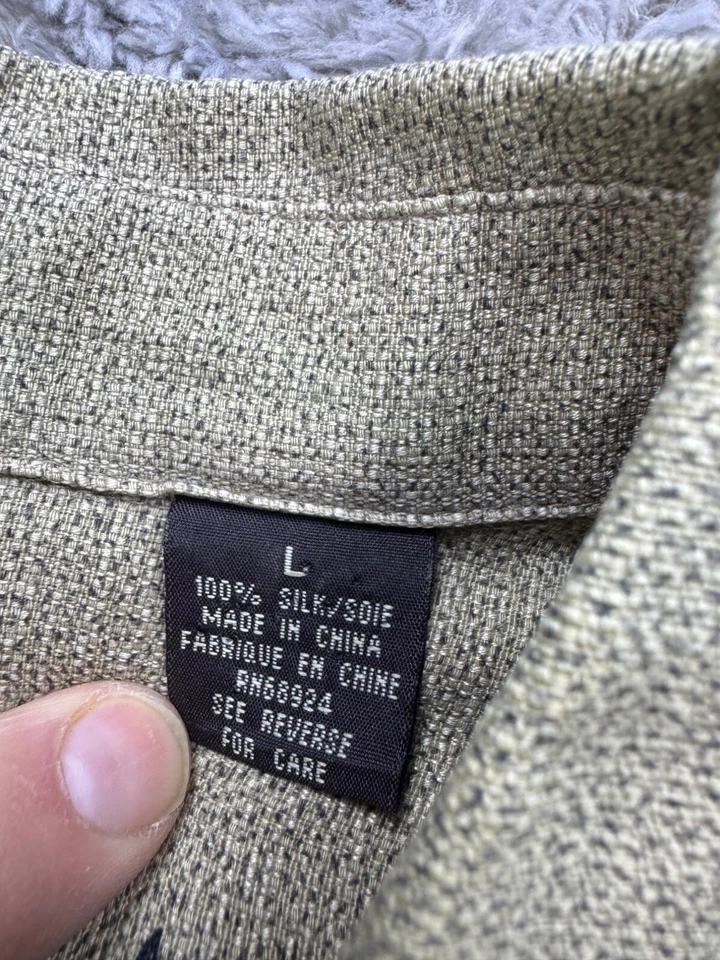 L
100% SILK/SOIE
MADE IN CHINA
FABRIQUE EN CHINE
RN68924
SEE REVERSE
FOR CARE